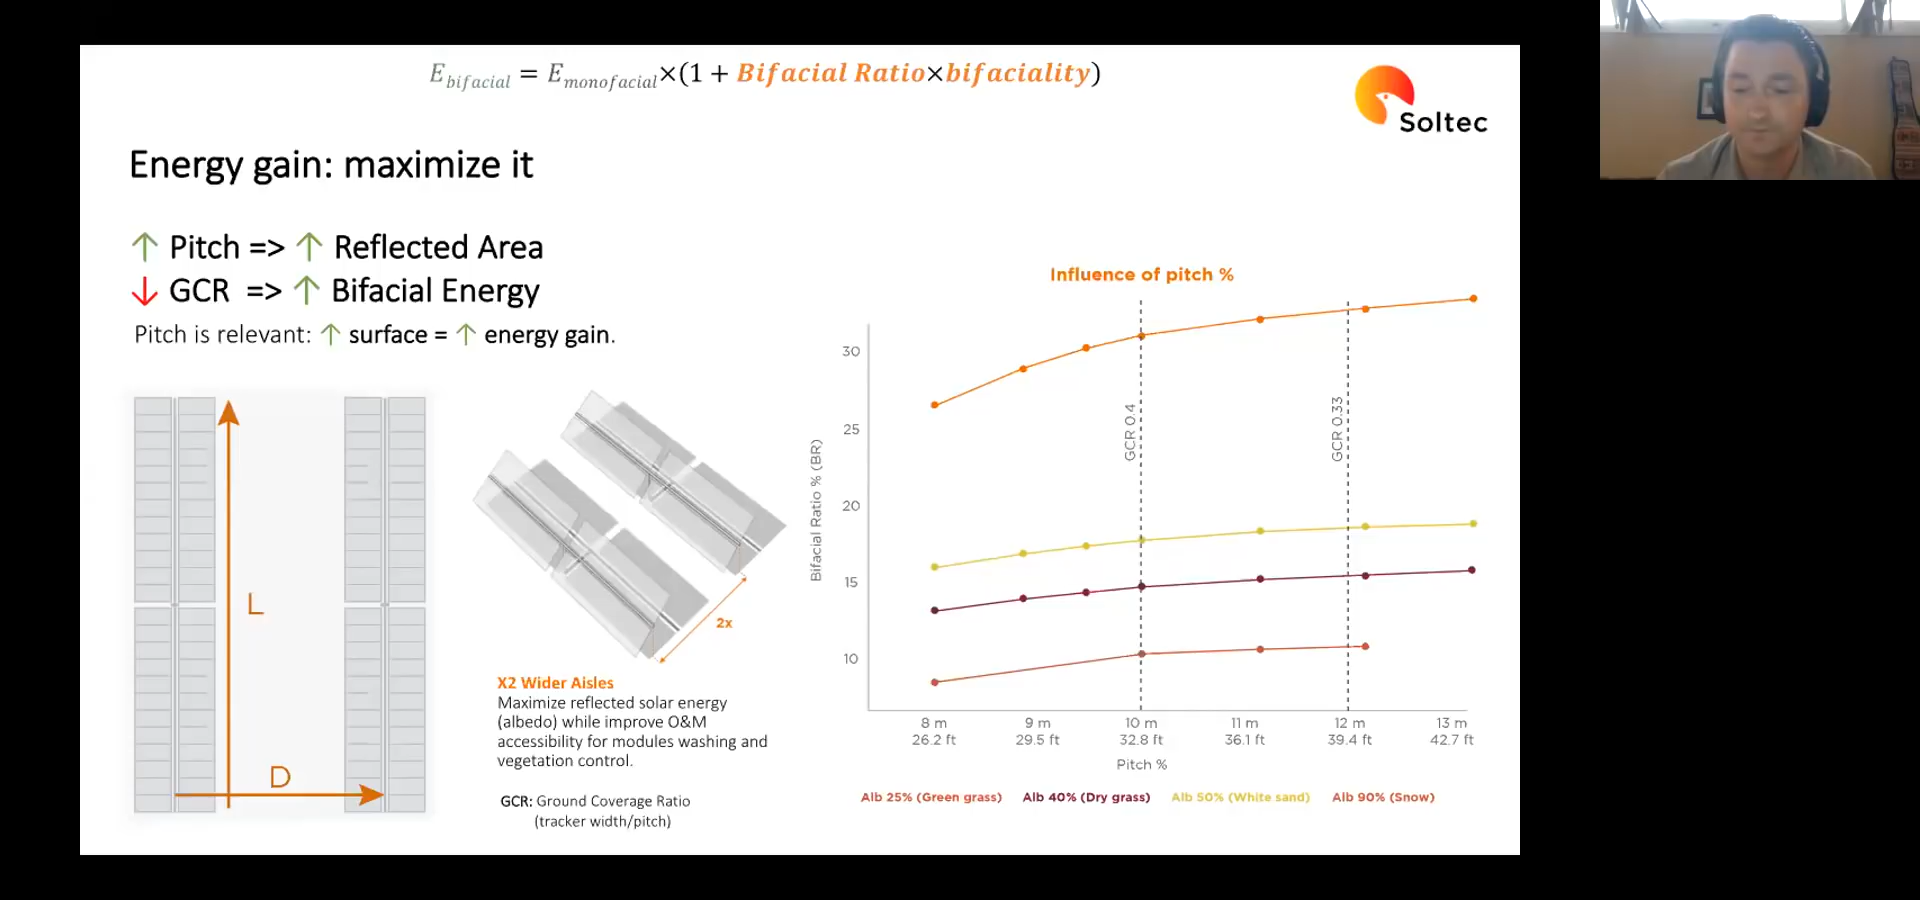 E_bifacial = E_monofacial×(1 + Bifacial Ratio×bifaciality)
Soltec
Energy gain: maximize it
↑ Pitch => ↑ Reflected Area
↓ GCR => ↑ Bifacial Energy
Pitch is relevant: ↑ surface = ↑ energy gain.
L
D
2x
X2 Wider Aisles
Maximize reflected solar energy
(albedo) while improve O&M
accessibility for modules washing and
vegetation control.
GCR: Ground Coverage Ratio
(tracker width/pitch)
Influence of pitch %
Bifacial Ratio % (BR)
30
25
20
15
10
GCR 0.4
GCR 0.33
8 m 9 m 10 m 11 m 12 m 13 m
26.2 ft 29.5 ft 32.8 ft 36.1 ft 39.4 ft 42.7 ft
Pitch %
Alb 25% (Green grass) Alb 40% (Dry grass) Alb 50% (White sand) Alb 90% (Snow)